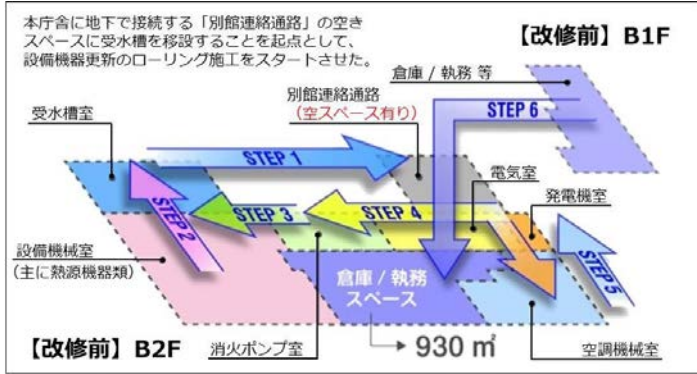 本庁舎に地下で接続する「別館連絡通路」の空き
スペースに受水槽を移設することを起点として、
設備機器更新のローリング施工をスタートさせた。
【改修前】B1F
倉庫 / 執務 等
別館連絡通路
（空スペース有り）
受水槽室
STEP 6
STEP 1
電気室
発電機室
STEP 2
STEP 3
STEP 4
STEP 5
設備機械室
（主に熱源機器類）
倉庫 / 執務
スペース
【改修前】B2F
消火ポンプ室
930 ㎡
空調機械室